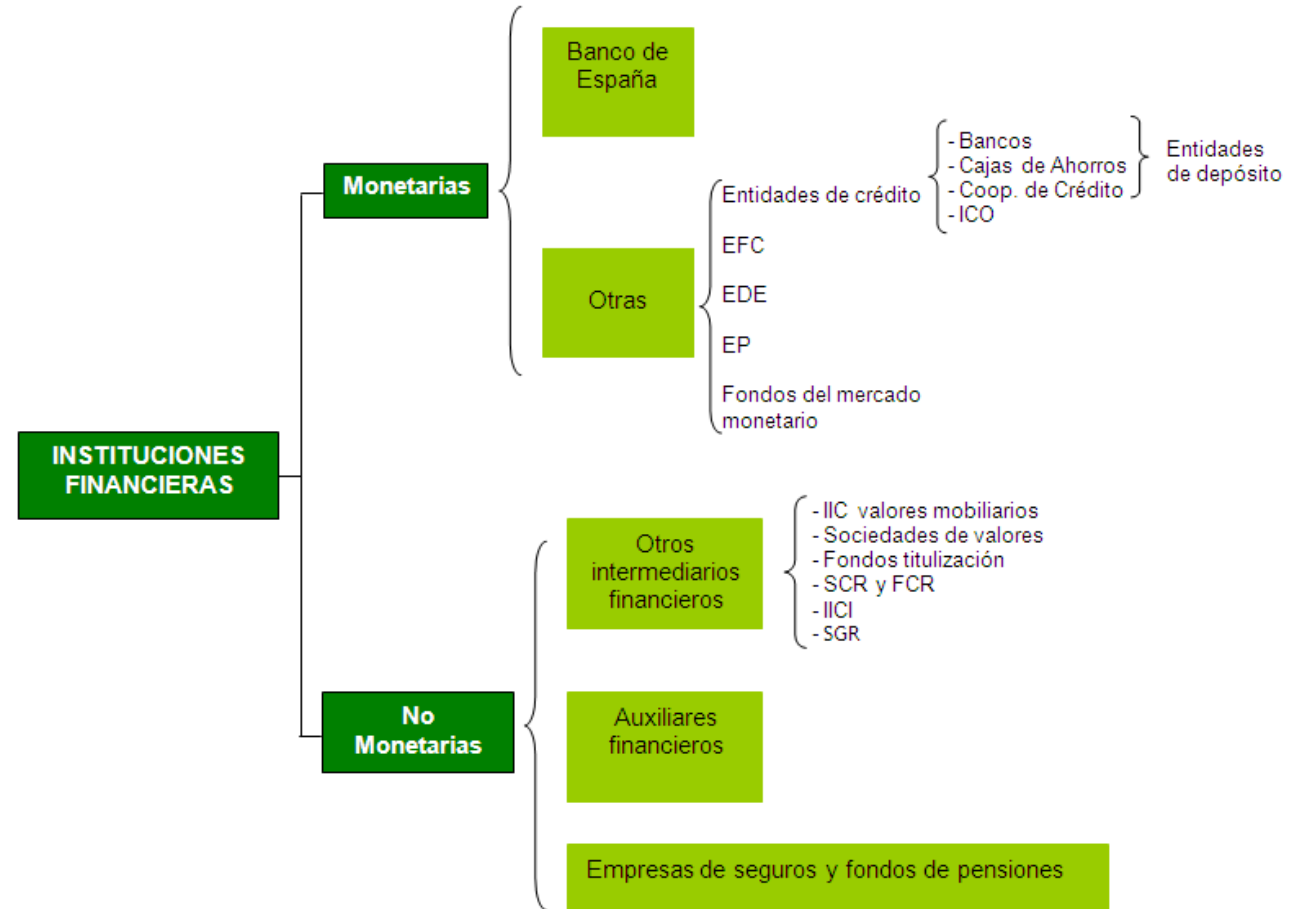 INSTITUCIONES
FINANCIERAS
Monetarias
Banco de
España
Otras
Entidades de crédito
- Bancos
- Cajas de Ahorros
- Coop. de Crédito
- ICO
Entidades
de depósito
EFC
EDE
EP
Fondos del mercado
monetario
No
Monetarias
Otros
intermediarios
financieros
- IIC valores mobiliarios
- Sociedades de valores
- Fondos titulización
- SCR y FCR
- IICI
- SGR
Auxiliares
financieros
Empresas de seguros y fondos de pensiones